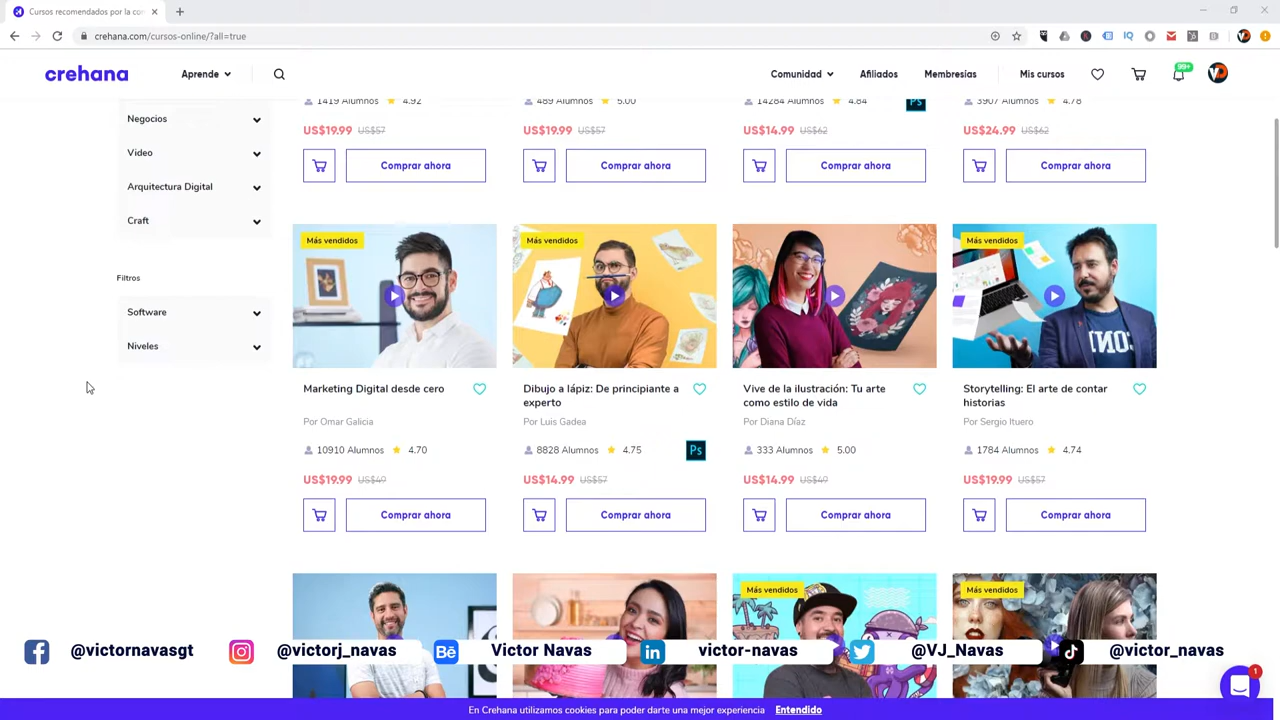 Cursos recomendados por la con
crehana.com/cursos-online/?all=true
crehana
Aprende
Comunidad
Afiliados
Membresías
Mis cursos
99+
VP
Negocios
Video
Arquitectura Digital
Craft
Filtros
Software
Niveles
1419 Alumnos 4.92
489 Alumnos 5.00
14284 Alumnos 4.84
Ps
3907 Alumnos 4.78
US$19.99 US$57
US$19.99 US$57
US$14.99 US$62
US$24.99 US$62
Comprar ahora
Comprar ahora
Comprar ahora
Comprar ahora
Más vendidos
Más vendidos
Más vendidos
Marketing Digital desde cero
Dibujo a lápiz: De principiante a
experto
Vive de la ilustración: Tu arte
como estilo de vida
Storytelling: El arte de contar
historias
Por Omar Galicia
Por Luis Gadea
Por Diana Díaz
Por Sergio Ituero
10910 Alumnos 4.70
8828 Alumnos 4.75
Ps
333 Alumnos 5.00
1784 Alumnos 4.74
US$19.99 US$49
US$14.99 US$57
US$14.99 US$49
US$19.99 US$57
Comprar ahora
Comprar ahora
Comprar ahora
Comprar ahora
Más vendidos
Más vendidos
@victornavasgt
@victorj_navas
Bē
Victor Navas
in
victor-navas
@VJ_Navas
@victor_navas
1
En Crehana utilizamos cookies para poder darte una mejor experiencia Entendido